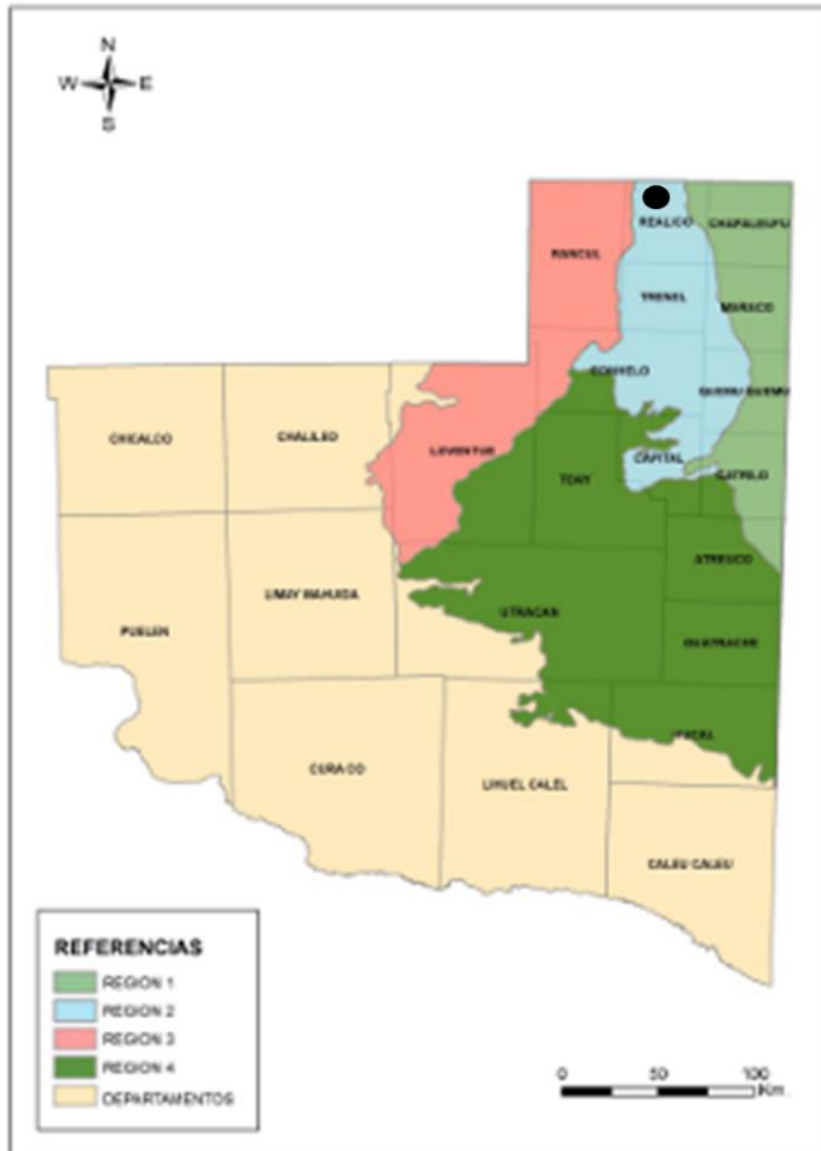 N
W E
S
REALICO
CHAPALEUFU
RANCUL
TRENEL
MARACO
CONHELO
QUEMU QUEMU
CHICALCO
CHALILEO
LOVENTUE
TOAY
CAPITAL
CATRILO
ATREUCO
LIMAY MAHUIDA
UTRACAN
PUELEN
GUATRACHE
CURA CO
LIHUEL CALEL
CALEU CALEU
REFERENCIAS
REGION 1
REGION 2
REGION 3
REGION 4
DEPARTAMENTOS
0 50 100
Km.